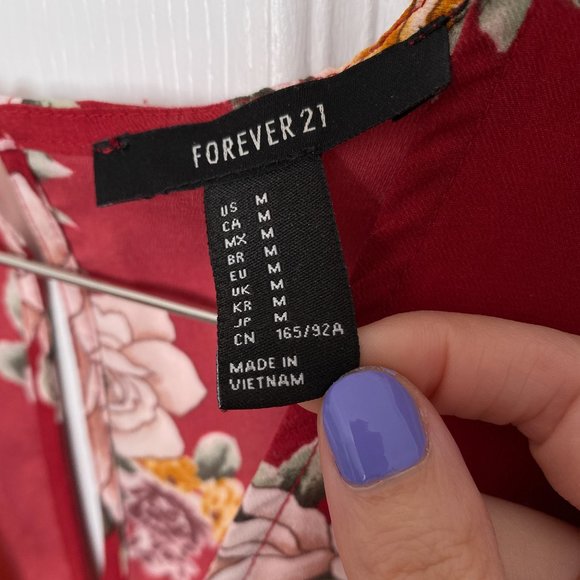 FOREVER 21
US M
CA M
MX M
BR M
EU M
UK M
KR M
JP M
CN 165/92A
MADE IN
VIETNAM